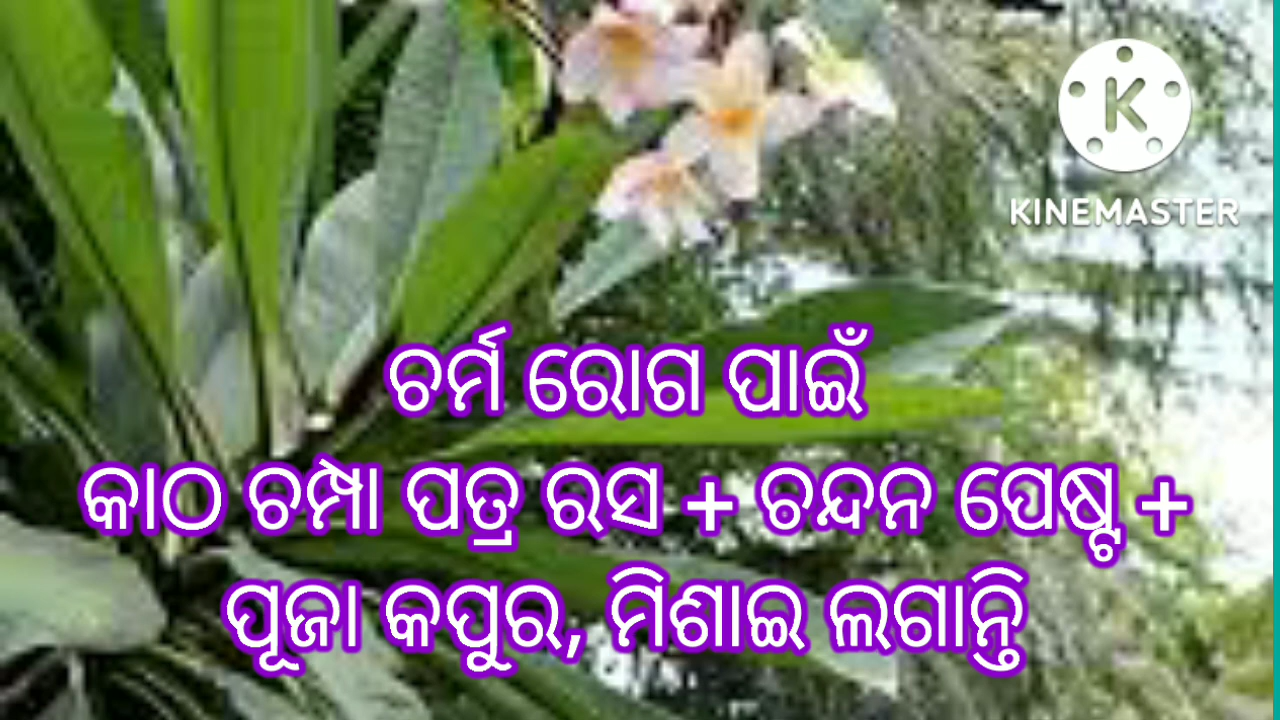 KINEMASTER
ଚର୍ମ ରୋଗ ପାଇଁ
କାଠ ଚମ୍ପା ପତ୍ର ରସ + ଚନ୍ଦନ ପେଷ୍ଟ +
ପୂଜା କପୁର, ମିଶାଇ ଲଗାନ୍ତି